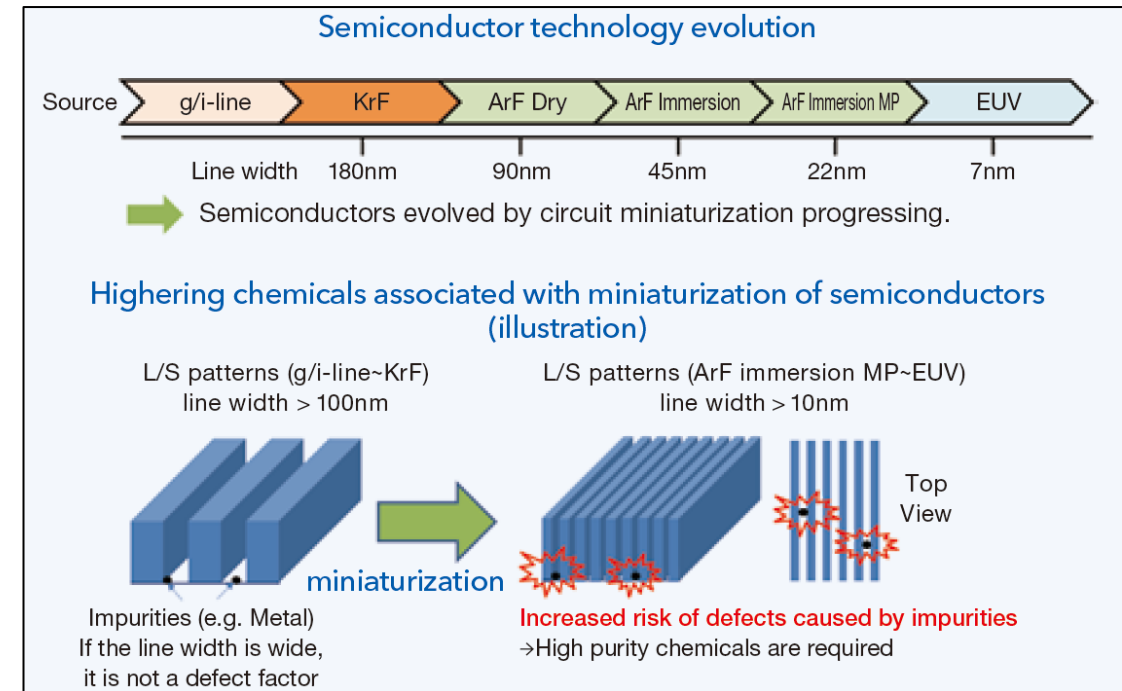 Semiconductor technology evolution
Source g/i-line KrF ArF Dry ArF Immersion ArF Immersion MP EUV
Line width 180nm 90nm 45nm 22nm 7nm
Semiconductors evolved by circuit miniaturization progressing.
Highering chemicals associated with miniaturization of semiconductors
(illustration)
L/S patterns (g/i-line~KrF)
line width > 100nm
L/S patterns (ArF immersion MP~EUV)
line width > 10nm
Top
View
miniaturization
Impurities (e.g. Metal)
If the line width is wide,
it is not a defect factor
Increased risk of defects caused by impurities
→High purity chemicals are required